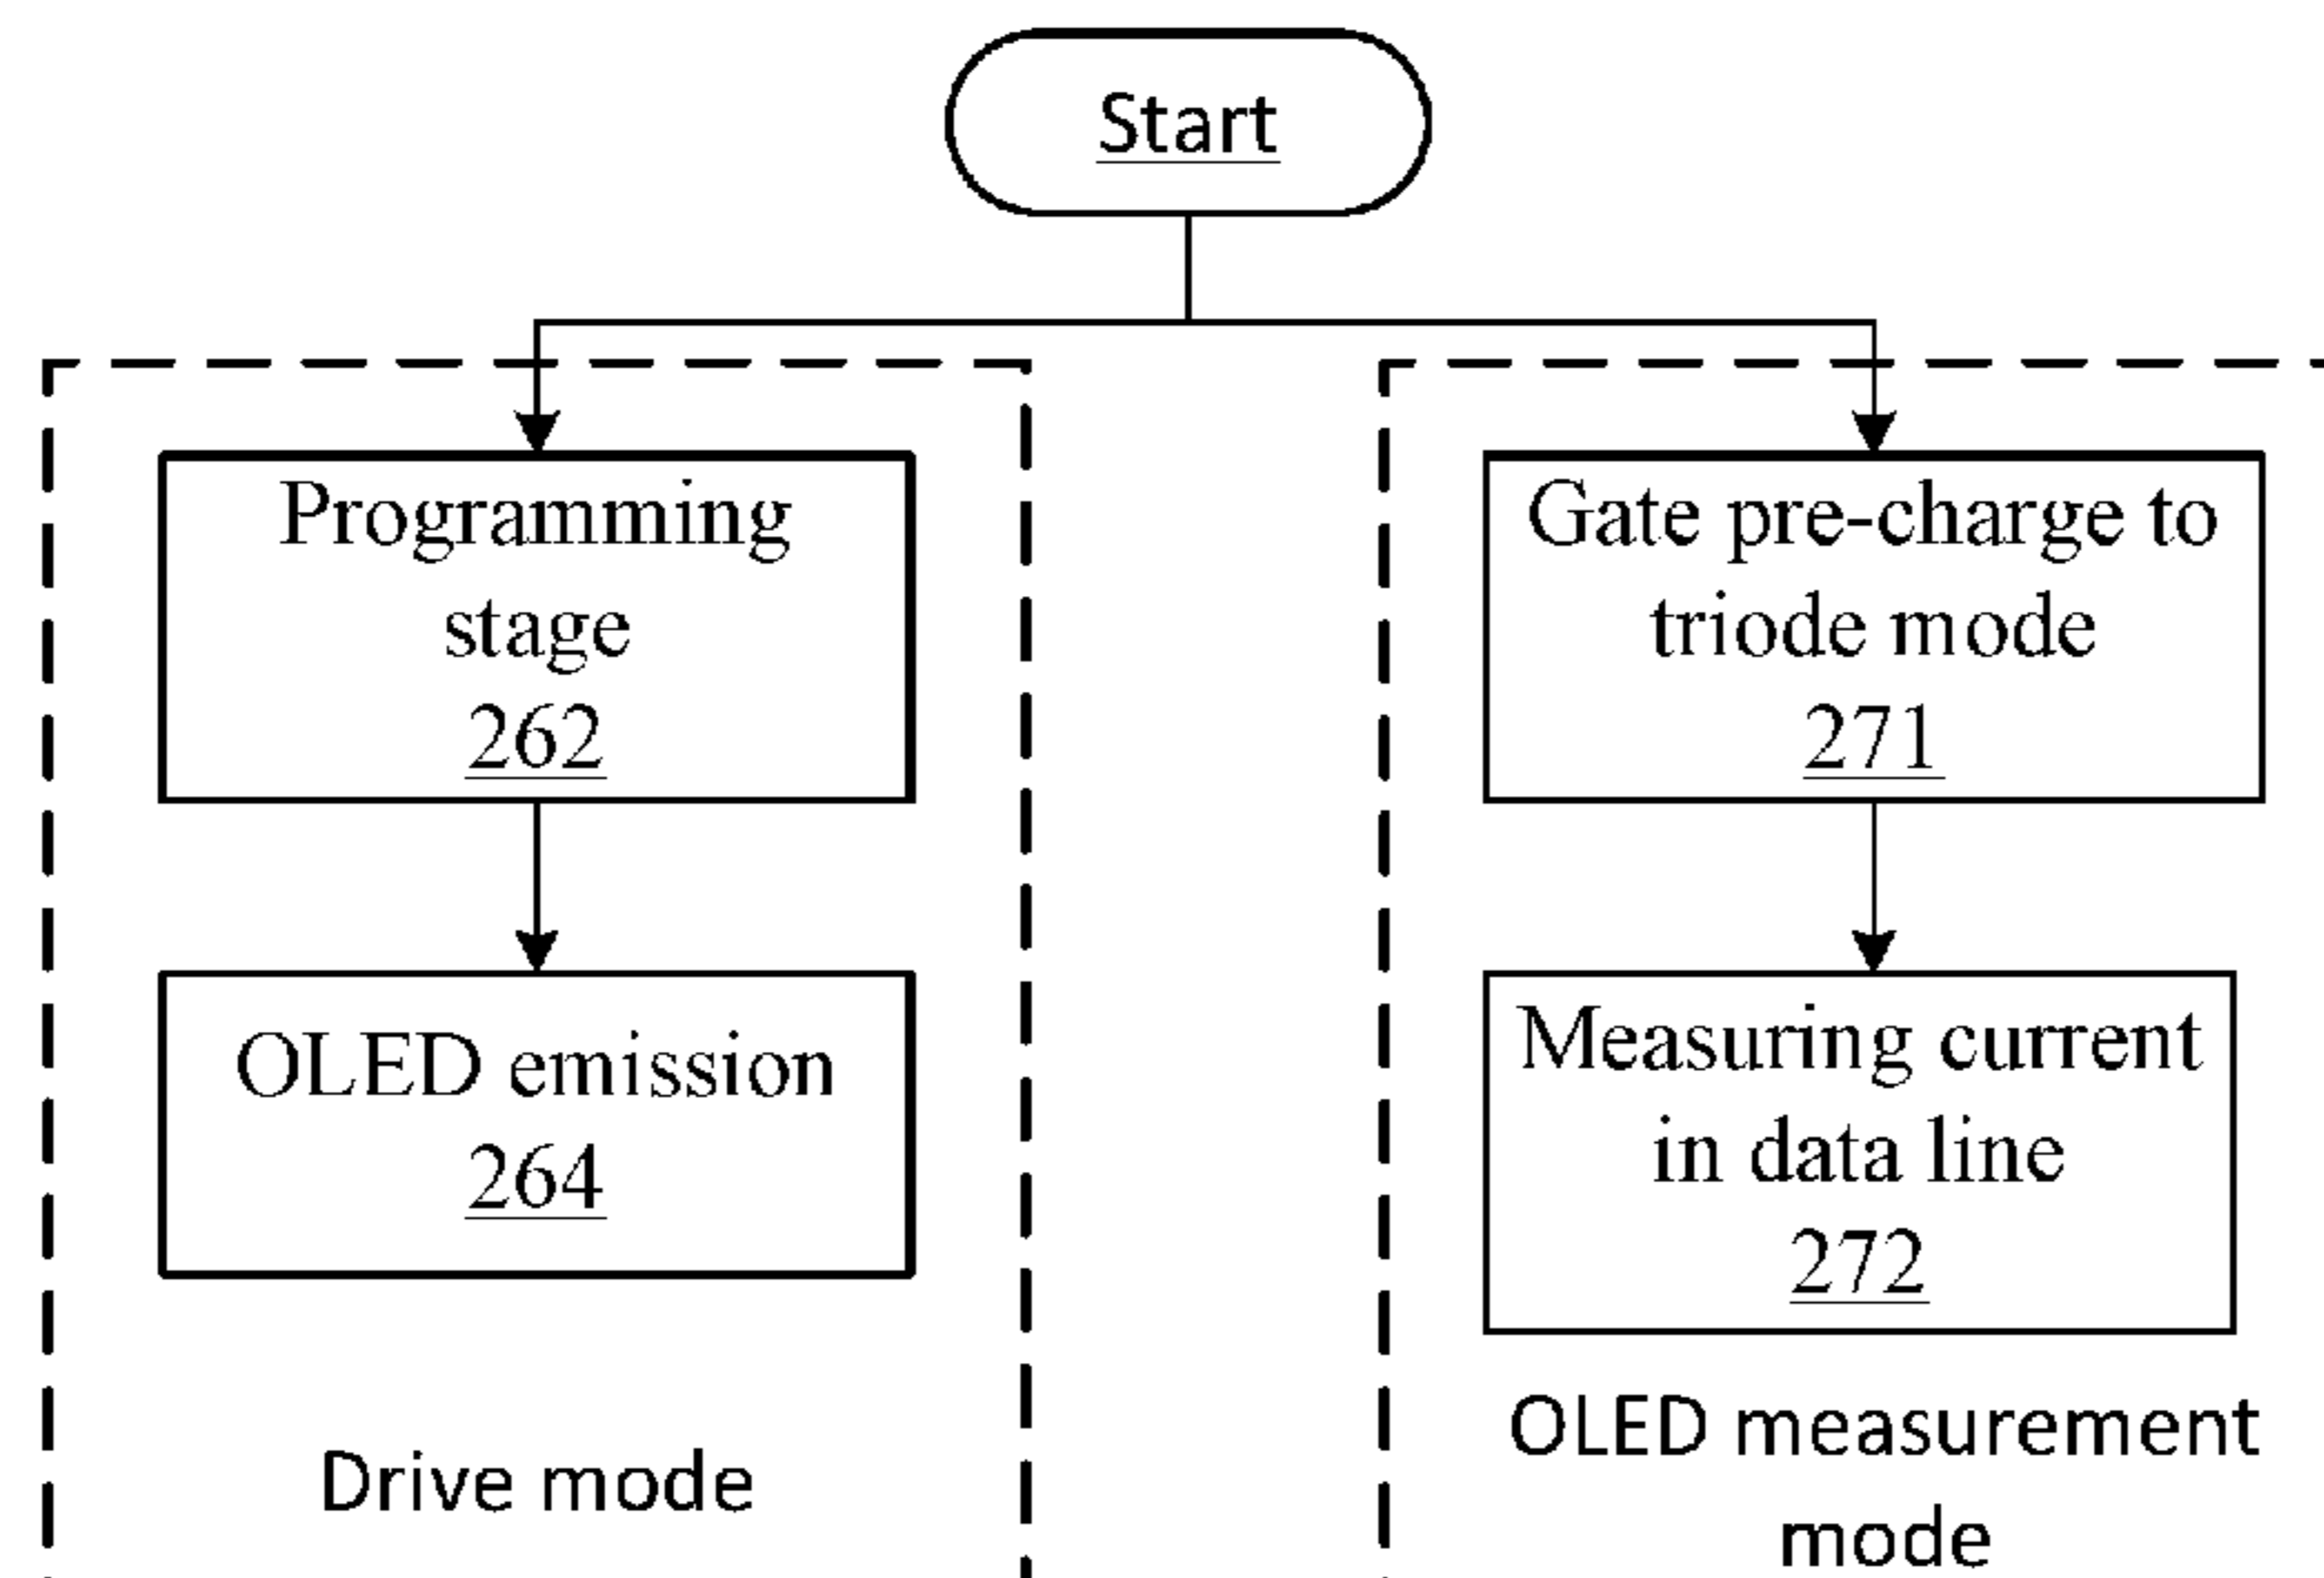 Start
Programming
stage
262
OLED emission
264
Drive mode
Gate pre-charge to
triode mode
271
Measuring current
in data line
272
OLED measurement
mode